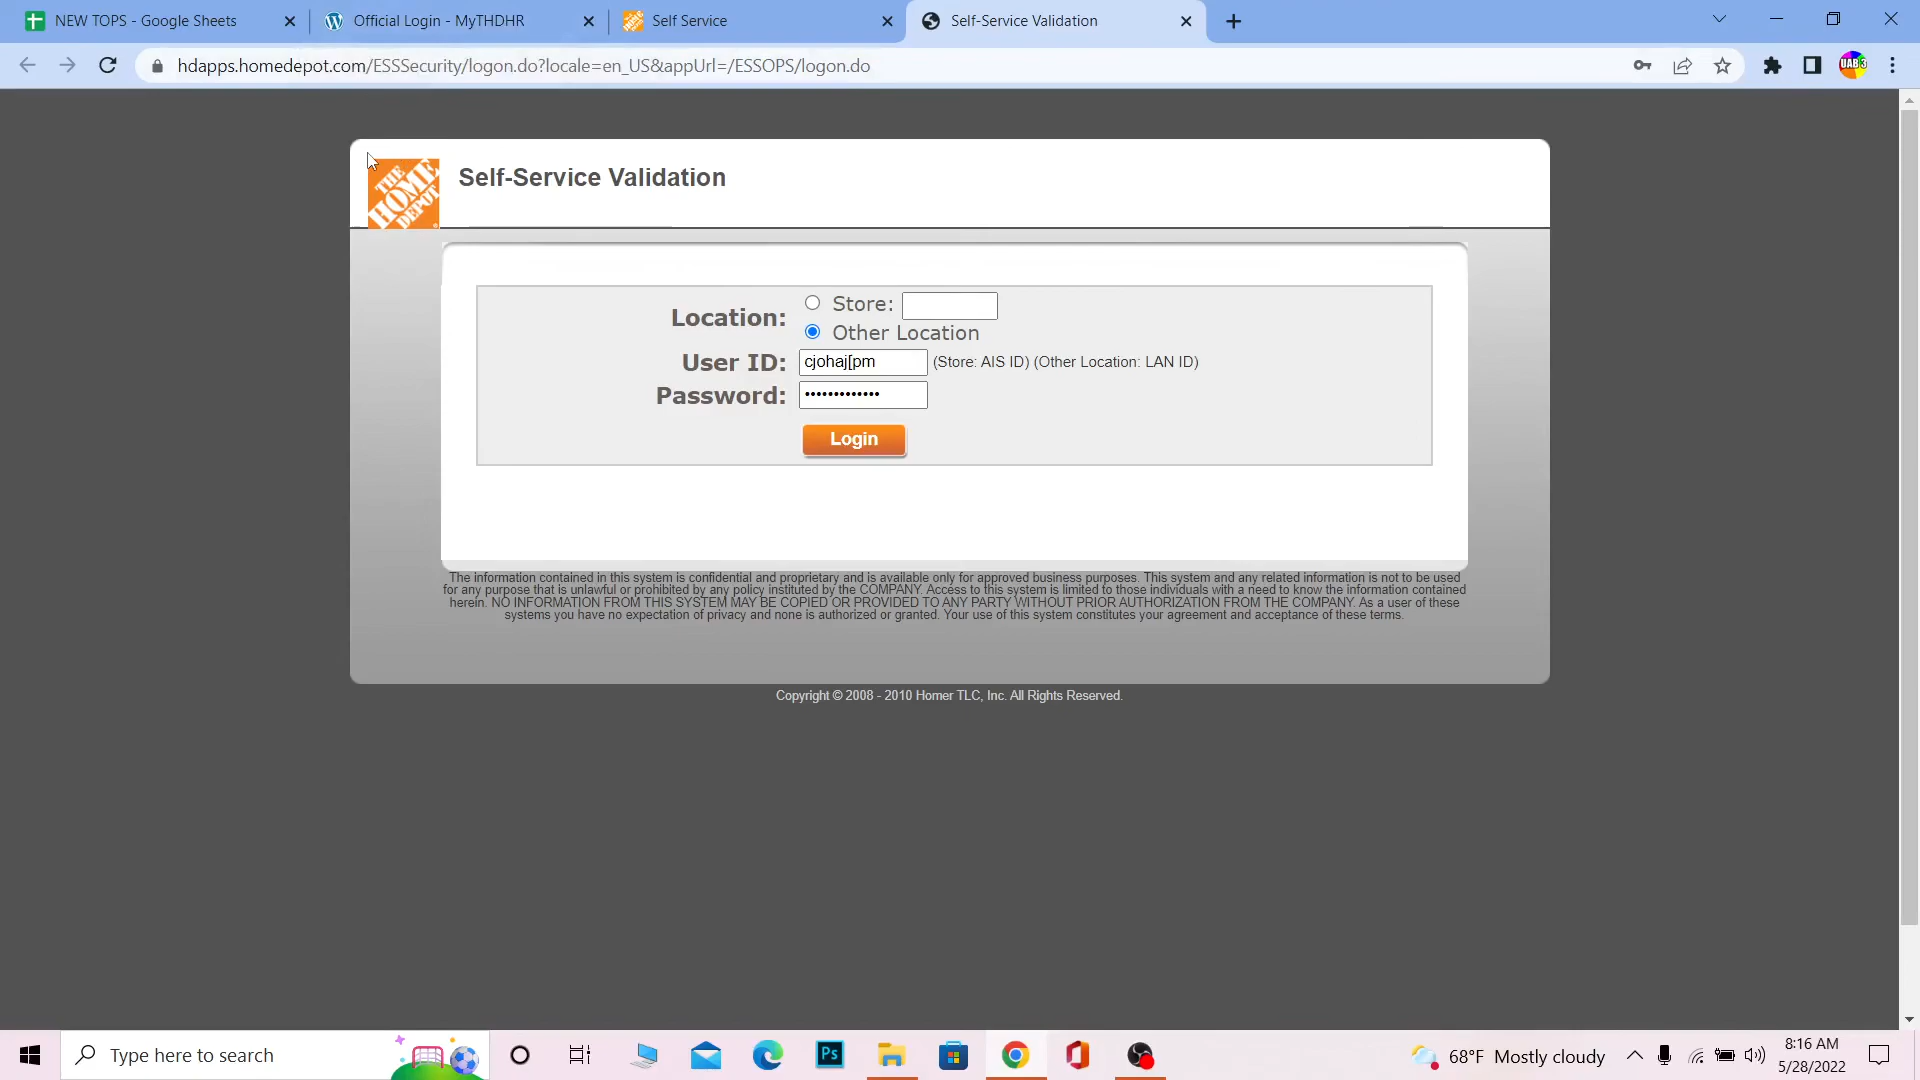 NEW TOPS - Google Sheets
Official Login - MyTHDHR
Self Service
Self-Service Validation
hdapps.homedepot.com/ESSSecurity/logon.do?locale=en_US&appUrl=/ESSOPS/logon.do
UAB 3
THE HOME DEPOT
Self-Service Validation
Location:
Store:
Other Location
User ID: cjohaj[pm (Store: AIS ID) (Other Location: LAN ID)
Password: •••••••••••••
Login
The information contained in this system is confidential and proprietary and is available only for approved business purposes. This system and any related information is not to be used
for any purpose that is unlawful or prohibited by any policy instituted by the COMPANY. Access to this system is limited to those individuals with a need to know the information contained
herein. NO INFORMATION FROM THIS SYSTEM MAY BE COPIED OR PROVIDED TO ANY PARTY WITHOUT PRIOR AUTHORIZATION FROM THE COMPANY. As a user of these
systems you have no expectation of privacy and none is authorized or granted. Your use of this system constitutes your agreement and acceptance of these terms.
Copyright © 2008 - 2010 Homer TLC, Inc. All Rights Reserved.
Type here to search
Ps
68°F Mostly cloudy
8:16 AM
5/28/2022